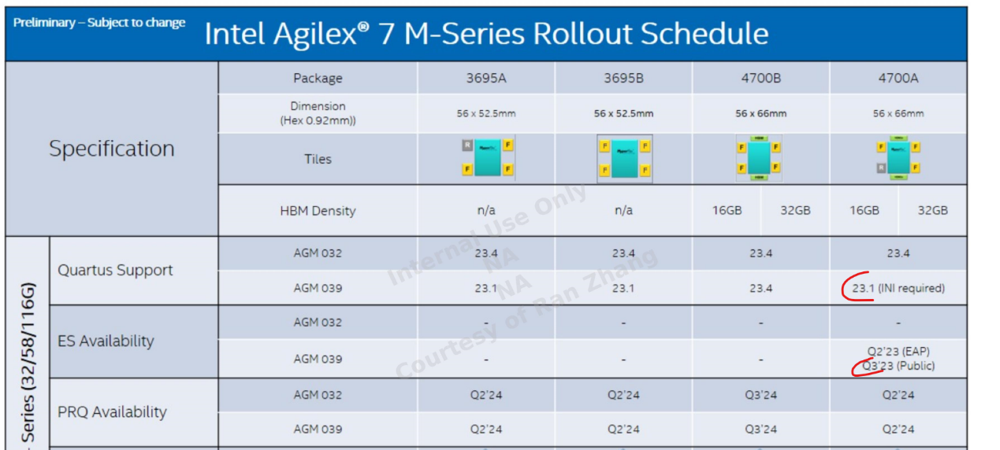 Preliminary – Subject to change
Intel Agilex® 7 M-Series Rollout Schedule
Specification
Package 3695A 3695B 4700B 4700A
Dimension
(Hex 0.92mm)) 56 x 52.5mm 56 x 52.5mm 56 x 66mm 56 x 66mm
Tiles
R F F F
F F F F
HBM F F F F HBM
F F R F
HBM Density n/a n/a 16GB 32GB 16GB 32GB
Series (32/58/116G)
Quartus Support
AGM 032 23.4 23.4 23.4 23.4
AGM 039 23.1 23.1 23.4 23.1 (INI required)
ES Availability
AGM 032 - - - -
AGM 039 - - - Q2'23 (EAP)
Q3'23 (Public)
PRQ Availability
AGM 032 Q2'24 Q2'24 Q3'24 Q2'24
AGM 039 Q2'24 Q2'24 Q3'24 Q2'24
Internal Use Only
NA
NA
Courtesy of Ran Zhang